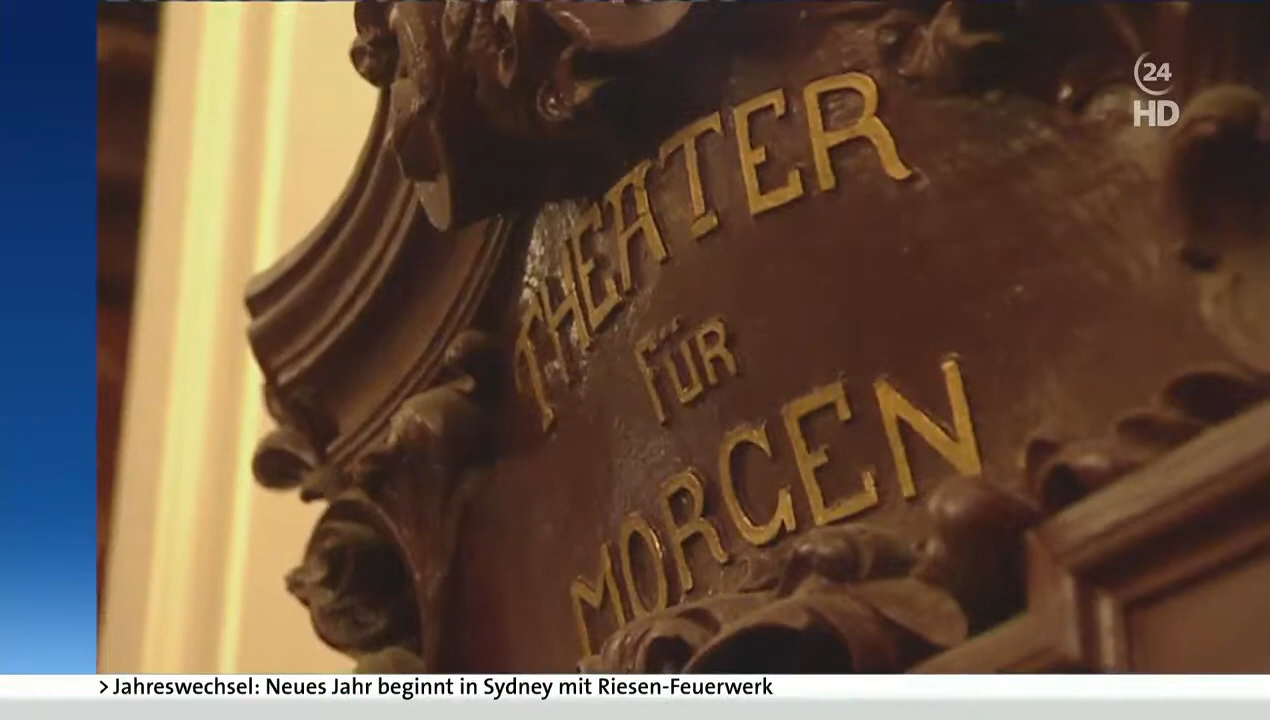 24
HD
THEATER
FÜR
MORGEN
> Jahreswechsel: Neues Jahr beginnt in Sydney mit Riesen-Feuerwerk